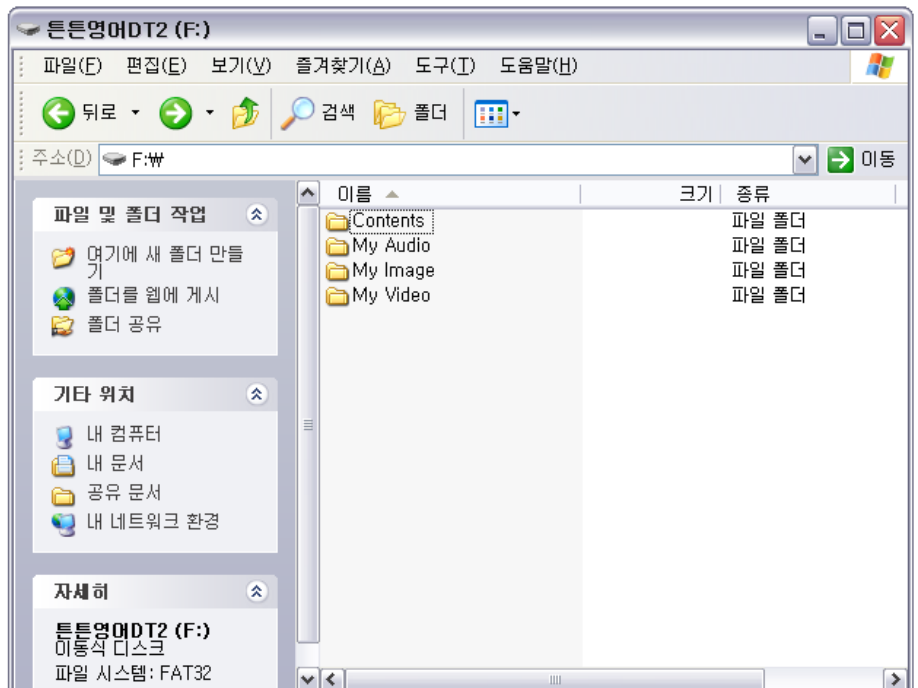 튼튼영어DT2 (F:)
파일(F) 편집(E) 보기(V) 즐겨찾기(A) 도구(T) 도움말(H)
뒤로 검색 폴더
주소(D) F:₩ 이동
이름 크기 종류
Contents 파일 폴더
My Audio 파일 폴더
My Image 파일 폴더
My Video 파일 폴더
파일 및 폴더 작업
여기에 새 폴더 만들
기
폴더를 웹에 게시
폴더 공유
기타 위치
내 컴퓨터
내 문서
공유 문서
내 네트워크 환경
자세히
튼튼영어DT2 (F:)
이동식 디스크
파일 시스템: FAT32